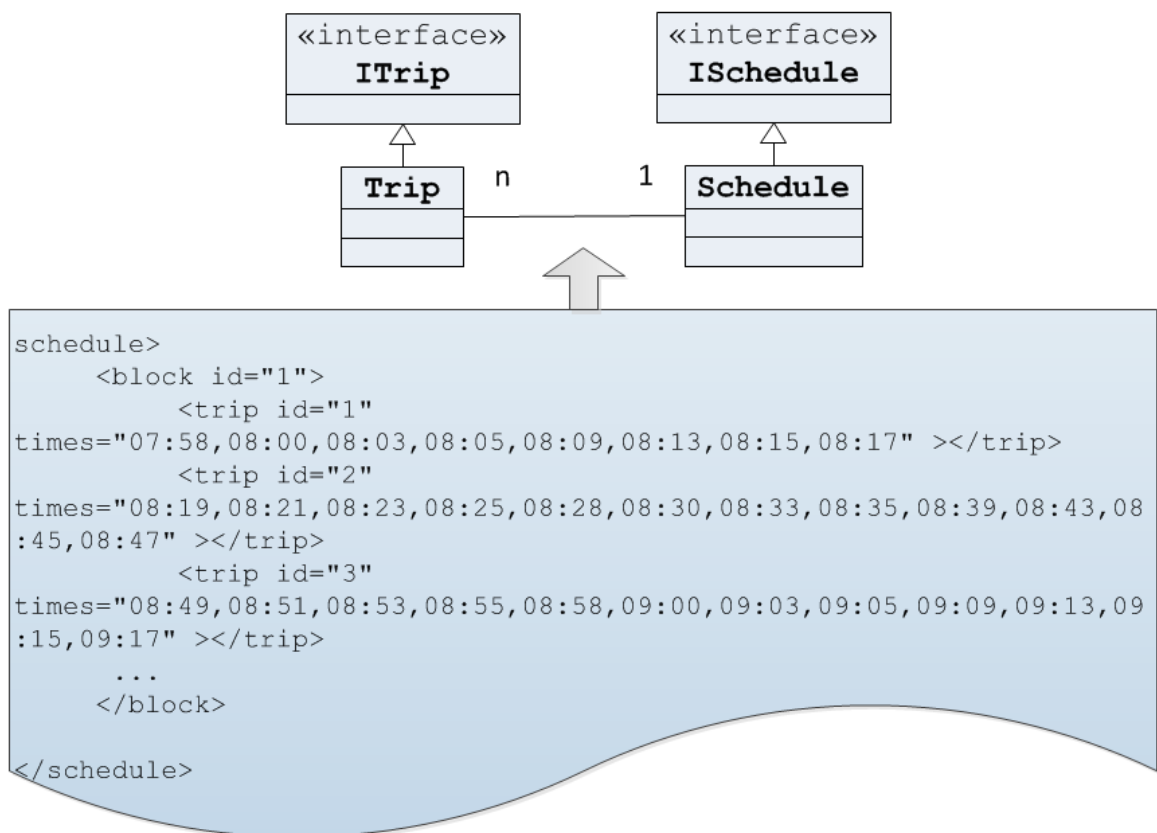 «interface»
ITrip
«interface»
ISchedule
Trip
n
1
Schedule
schedule>
<block id="1">
<trip id="1"
times="07:58,08:00,08:03,08:05,08:09,08:13,08:15,08:17" ></trip>
<trip id="2"
times="08:19,08:21,08:23,08:25,08:28,08:30,08:33,08:35,08:39,08:43,08
:45,08:47" ></trip>
<trip id="3"
times="08:49,08:51,08:53,08:55,08:58,09:00,09:03,09:05,09:09,09:13,09
:15,09:17" ></trip>
...
</block>
</schedule>